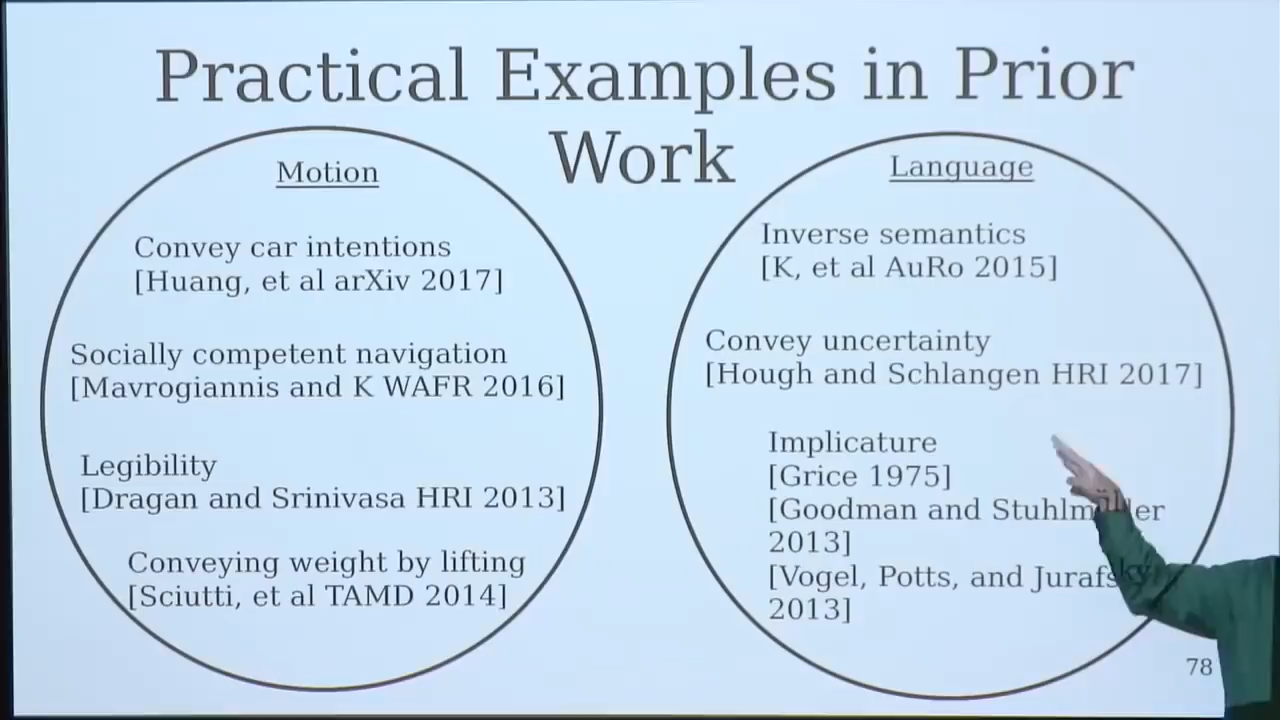 Practical Examples in Prior
Work
Motion
Convey car intentions
[Huang, et al arXiv 2017]
Socially competent navigation
[Mavrogiannis and K WAFR 2016]
Legibility
[Dragan and Srinivasa HRI 2013]
Conveying weight by lifting
[Sciutti, et al TAMD 2014]
Language
Inverse semantics
[K, et al AuRo 2015]
Convey uncertainty
[Hough and Schlangen HRI 2017]
Implicature
[Grice 1975]
[Goodman and Stuhlmüller
2013]
[Vogel, Potts, and Jurafsky
2013]
78